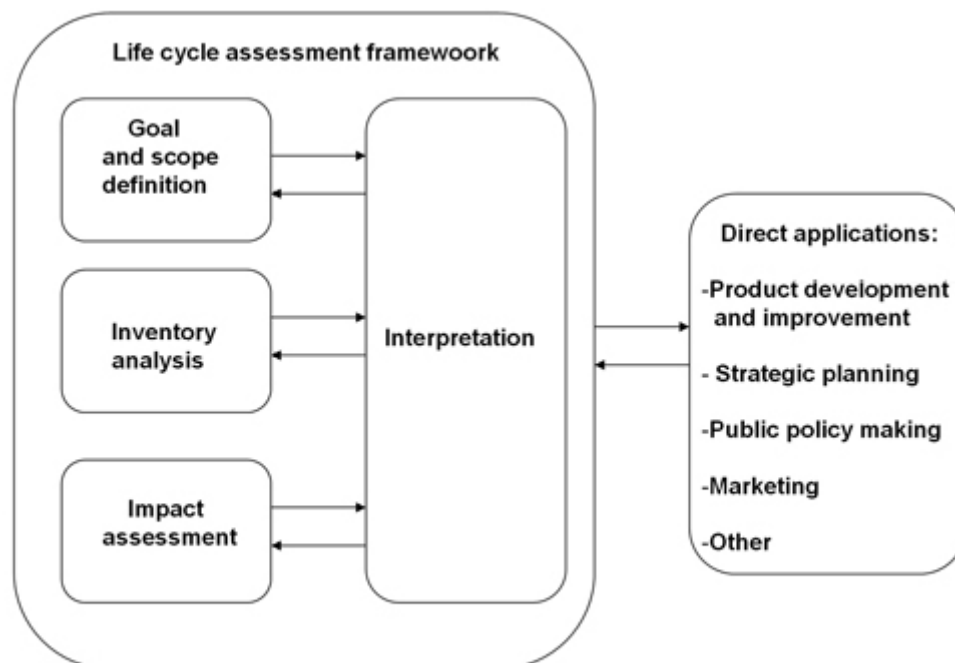 Life cycle assessment framewoork
Goal
and scope
definition
Inventory
analysis
Impact
assessment
Interpretation
Direct applications:
-Product development
and improvement
- Strategic planning
-Public policy making
-Marketing
-Other